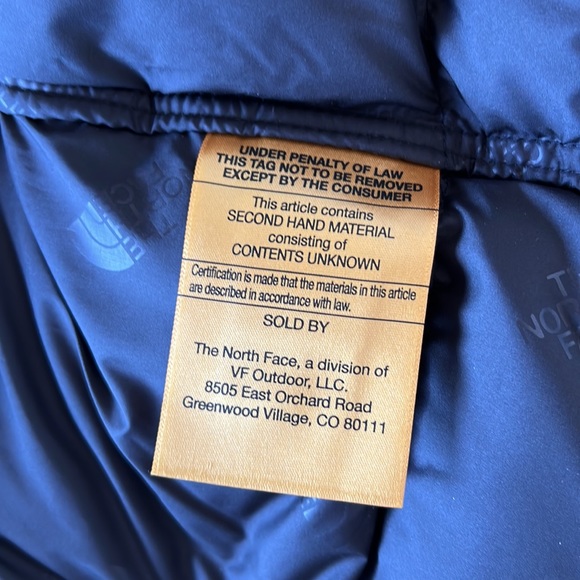 UNDER PENALTY OF LAW
THIS TAG NOT TO BE REMOVED
EXCEPT BY THE CONSUMER
This article contains
SECOND HAND MATERIAL
consisting of
CONTENTS UNKNOWN
Certification is made that the materials in this article
are described in accordance with law.
SOLD BY
The North Face, a division of
VF Outdoor, LLC.
8505 East Orchard Road
Greenwood Village, CO 80111
THE
NORTH
FACE